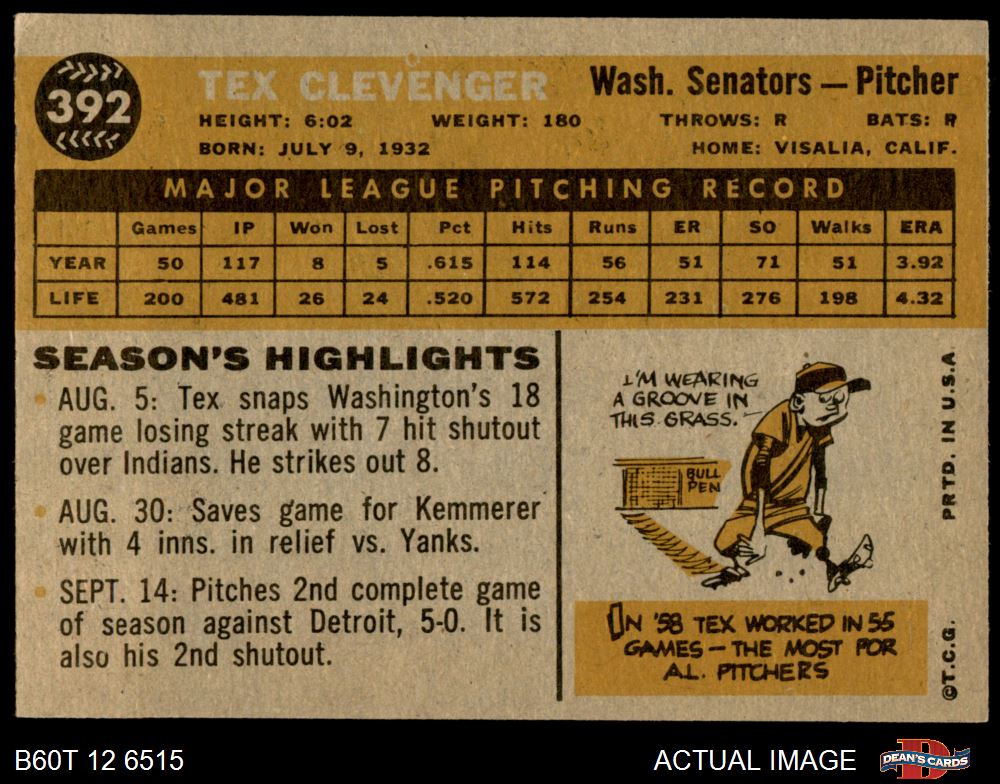 392
TEX CLEVENGER
Wash. Senators — Pitcher
HEIGHT: 6:02 WEIGHT: 180 THROWS: R BATS: R
BORN: JULY 9, 1932 HOME: VISALIA, CALIF.
MAJOR LEAGUE PITCHING RECORD
Games IP Won Lost Pct Hits Runs ER SO Walks ERA
YEAR 50 117 8 5 .615 114 56 51 71 51 3.92
LIFE 200 481 26 24 .520 572 254 231 276 198 4.32
SEASON'S HIGHLIGHTS
AUG. 5: Tex snaps Washington's 18
game losing streak with 7 hit shutout
over Indians. He strikes out 8.
AUG. 30: Saves game for Kemmerer
with 4 inns. in relief vs. Yanks.
SEPT. 14: Pitches 2nd complete game
of season against Detroit, 5-0. It is
also his 2nd shutout.
I'M WEARING
A GROOVE IN
THIS GRASS.
BULL
PEN
IN '58 TEX WORKED IN 55
GAMES – THE MOST FOR
A.L. PITCHERS
©T.C.G. PRTD. IN U.S.A.
B60T 12 6515
ACTUAL IMAGE
D
DEAN'S CARDS